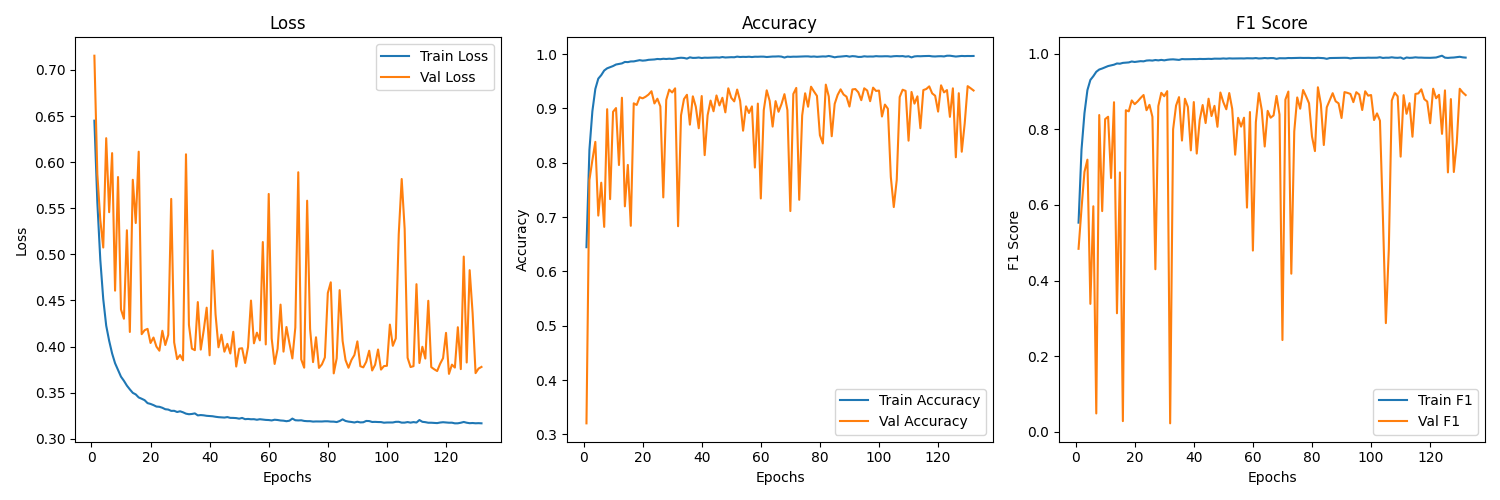 Loss
Train Loss
Val Loss
0.70
0.65
0.60
0.55
0.50
0.45
0.40
0.35
0.30
Loss
0 20 40 60 80 100 120
Epochs
Accuracy
1.0
0.9
0.8
0.7
0.6
0.5
0.4
0.3
Accuracy
Train Accuracy
Val Accuracy
0 20 40 60 80 100 120
Epochs
F1 Score
1.0
0.8
0.6
0.4
0.2
0.0
F1 Score
Train F1
Val F1
0 20 40 60 80 100 120
Epochs